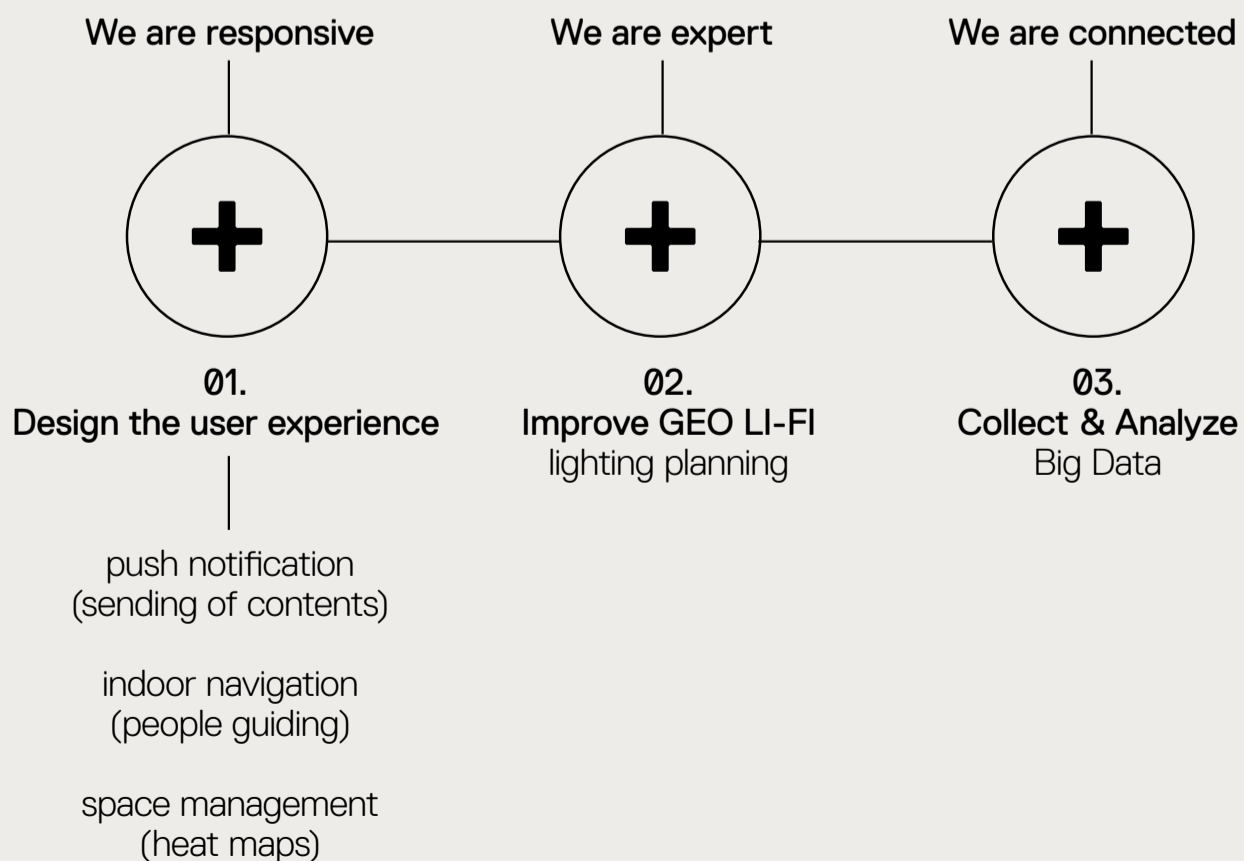 We are responsive
We are expert
We are connected
01.
Design the user experience
02.
Improve GEO LI-FI
lighting planning
03.
Collect & Analyze
Big Data
push notification
(sending of contents)
indoor navigation
(people guiding)
space management
(heat maps)